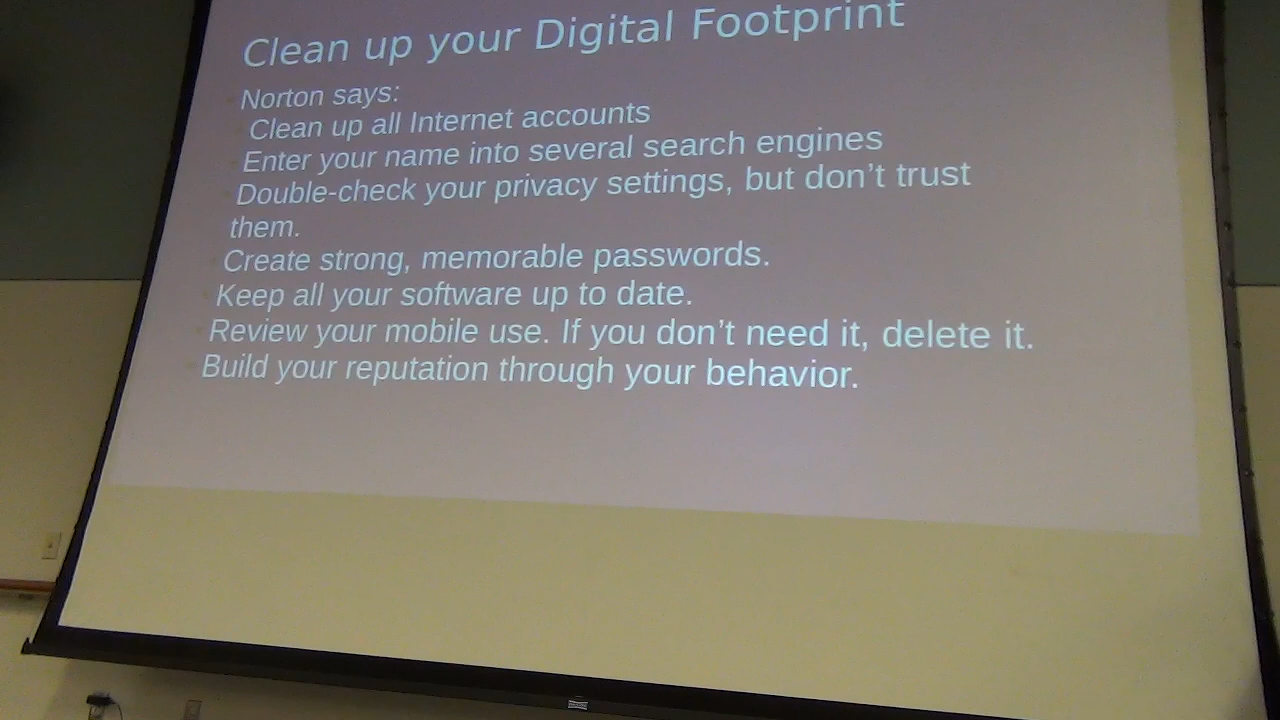 Clean up your Digital Footprint
Norton says:
Clean up all Internet accounts
Enter your name into several search engines
Double-check your privacy settings, but don’t trust
them.
Create strong, memorable passwords.
Keep all your software up to date.
Review your mobile use. If you don’t need it, delete it.
Build your reputation through your behavior.